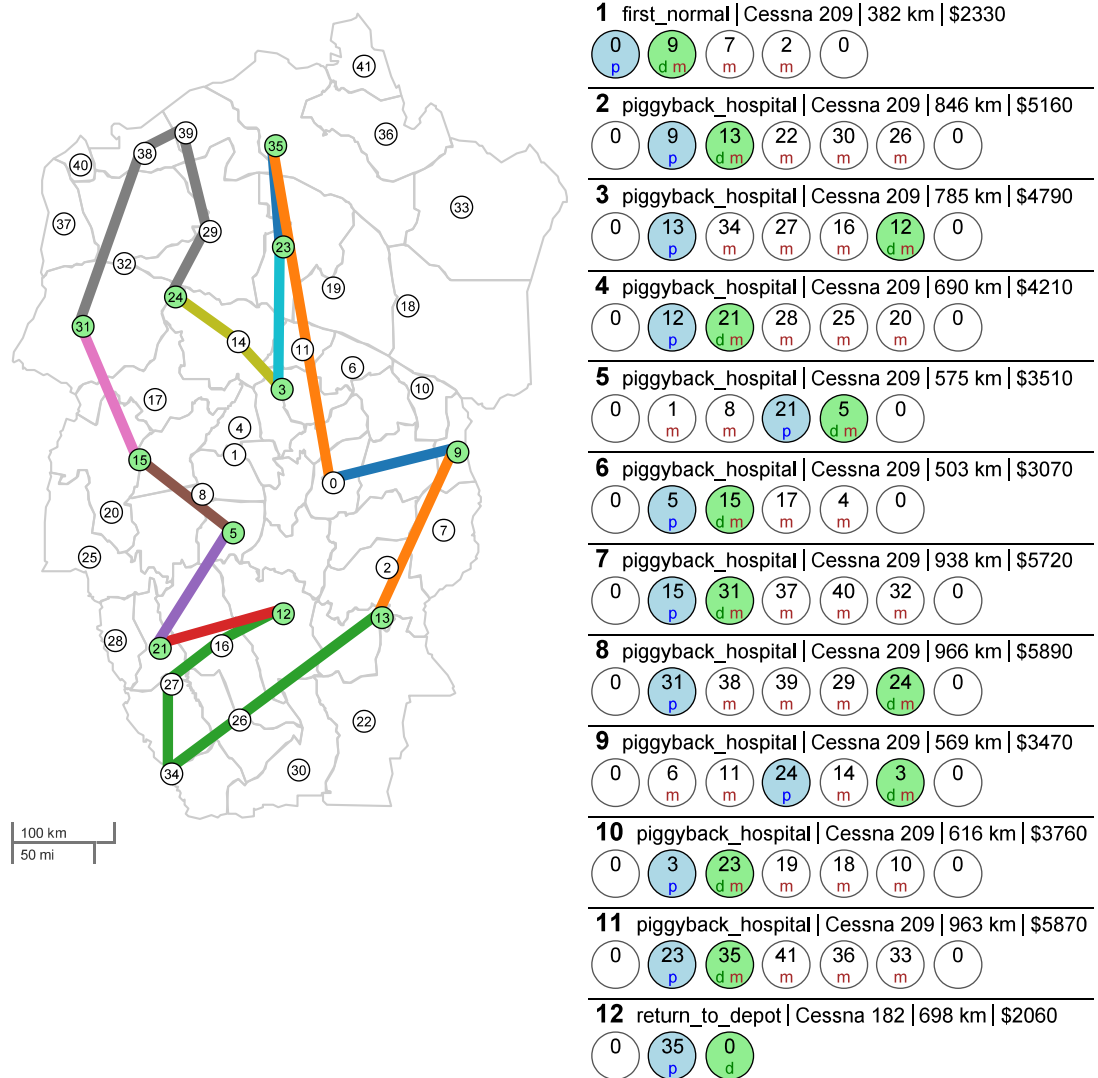 41
39
36
35
38
40
33
37
29
23
32
19
24
18
31
14
11
6
3
10
17
4
9
1
15
0
8
20
7
5
25
2
12
13
28
16
21
27
26
22
34
30
100 km
50 mi
1 first_normal | Cessna 209 | 382 km | $2330
0 9 7 2 0
p d m m m
2 piggyback_hospital | Cessna 209 | 846 km | $5160
0 9 13 22 30 26 0
p d m m m m
3 piggyback_hospital | Cessna 209 | 785 km | $4790
0 13 34 27 16 12 0
p m m m d m
4 piggyback_hospital | Cessna 209 | 690 km | $4210
0 12 21 28 25 20 0
p d m m m m
5 piggyback_hospital | Cessna 209 | 575 km | $3510
0 1 8 21 5 0
m m p d m
6 piggyback_hospital | Cessna 209 | 503 km | $3070
0 5 15 17 4 0
p d m m m
7 piggyback_hospital | Cessna 209 | 938 km | $5720
0 15 31 37 40 32 0
p d m m m m
8 piggyback_hospital | Cessna 209 | 966 km | $5890
0 31 38 39 29 24 0
p m m m d m
9 piggyback_hospital | Cessna 209 | 569 km | $3470
0 6 11 24 14 3 0
m m p m d m
10 piggyback_hospital | Cessna 209 | 616 km | $3760
0 3 23 19 18 10 0
p d m m m m
11 piggyback_hospital | Cessna 209 | 963 km | $5870
0 23 35 41 36 33 0
p d m m m m
12 return_to_depot | Cessna 182 | 698 km | $2060
0 35 0
p d